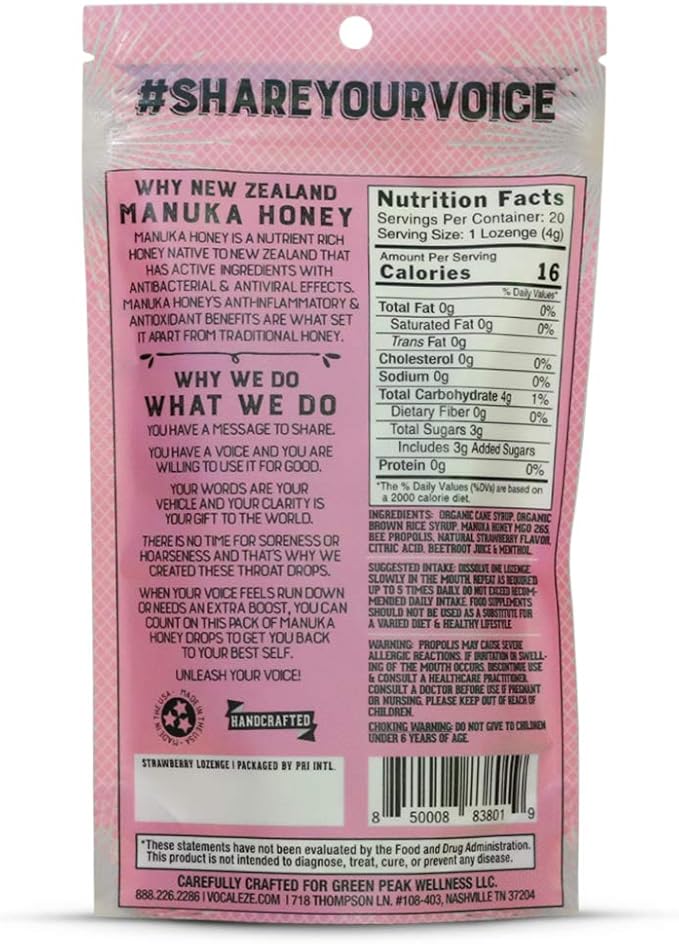 #SHAREYOURVOICE
WHY NEW ZEALAND
MANUKA HONEY
MANUKA HONEY IS A NUTRIENT RICH
HONEY NATIVE TO NEW ZEALAND THAT
HAS ACTIVE INGREDIENTS WITH
ANTIBACTERIAL & ANTIVIRAL EFFECTS.
MANUKA HONEY'S ANTI-INFLAMMATORY &
ANTIOXIDANT BENEFITS ARE WHAT SET
IT APART FROM TRADITIONAL HONEY.
WHY WE DO
WHAT WE DO
YOU HAVE A MESSAGE TO SHARE.
YOU HAVE A VOICE AND YOU ARE
WILLING TO USE IT FOR GOOD.
YOUR WORDS ARE YOUR
VEHICLE AND YOUR CLARITY IS
YOUR GIFT TO THE WORLD.
THERE IS NO TIME FOR SORENESS OR
HOARSENESS AND THAT'S WHY WE
CREATED THESE THROAT DROPS.
WHEN YOUR VOICE FEELS RUN DOWN
OR NEEDS AN EXTRA BOOST, YOU CAN
COUNT ON THIS PACK OF MANUKA
HONEY DROPS TO GET YOU BACK
TO YOUR BEST SELF.
UNLEASH YOUR VOICE!
MADE IN THE USA • MADE IN THE USA •
HANDCRAFTED
STRAWBERRY LOZENGE | PACKAGED BY PRI INTL.
Nutrition Facts
Servings Per Container: 20
Serving Size: 1 Lozenge (4g)
Amount Per Serving
Calories 16
% Daily Values*
Total Fat 0g 0%
Saturated Fat 0g 0%
Trans Fat 0g
Cholesterol 0g 0%
Sodium 0g 0%
Total Carbohydrate 4g 1%
Dietary Fiber 0g 0%
Total Sugars 3g
Includes 3g Added Sugars
Protein 0g 0%
*The % Daily Values (%DVs) are based on
a 2000 calorie diet.
INGREDIENTS: ORGANIC CANE SYRUP, ORGANIC
BROWN RICE SYRUP, MANUKA HONEY MGO 265,
BEE PROPOLIS, NATURAL STRAWBERRY FLAVOR,
CITRIC ACID, BEETROOT JUICE & MENTHOL.
SUGGESTED INTAKE: DISSOLVE ONE LOZENGE
SLOWLY IN THE MOUTH. REPEAT AS REQUIRED
UP TO 5 TIMES DAILY. DO NOT EXCEED RECOM-
MENDED DAILY INTAKE. FOOD SUPPLEMENTS
SHOULD NOT BE USED AS A SUBSTITUTE FOR
A VARIED DIET & HEALTHY LIFESTYLE.
WARNING: PROPOLIS MAY CAUSE SEVERE
ALLERGIC REACTIONS. IF IRRITATION OR SWELL-
ING OF THE MOUTH OCCURS, DISCONTINUE USE
& CONSULT A HEALTHCARE PRACTITIONER.
CONSULT A DOCTOR BEFORE USE IF PREGNANT
OR NURSING. PLEASE KEEP OUT OF REACH OF
CHILDREN.
CHOKING WARNING: DO NOT GIVE TO CHILDREN
UNDER 6 YEARS OF AGE.
8 50008 83801 9
*These statements have not been evaluated by the Food and Drug Administration.
This product is not intended to diagnose, treat, cure, or prevent any disease.
CAREFULLY CRAFTED FOR GREEN PEAK WELLNESS LLC.
888.226.2286 | VOCALEZE.COM | 718 THOMPSON LN. #108-403, NASHVILLE TN 37204